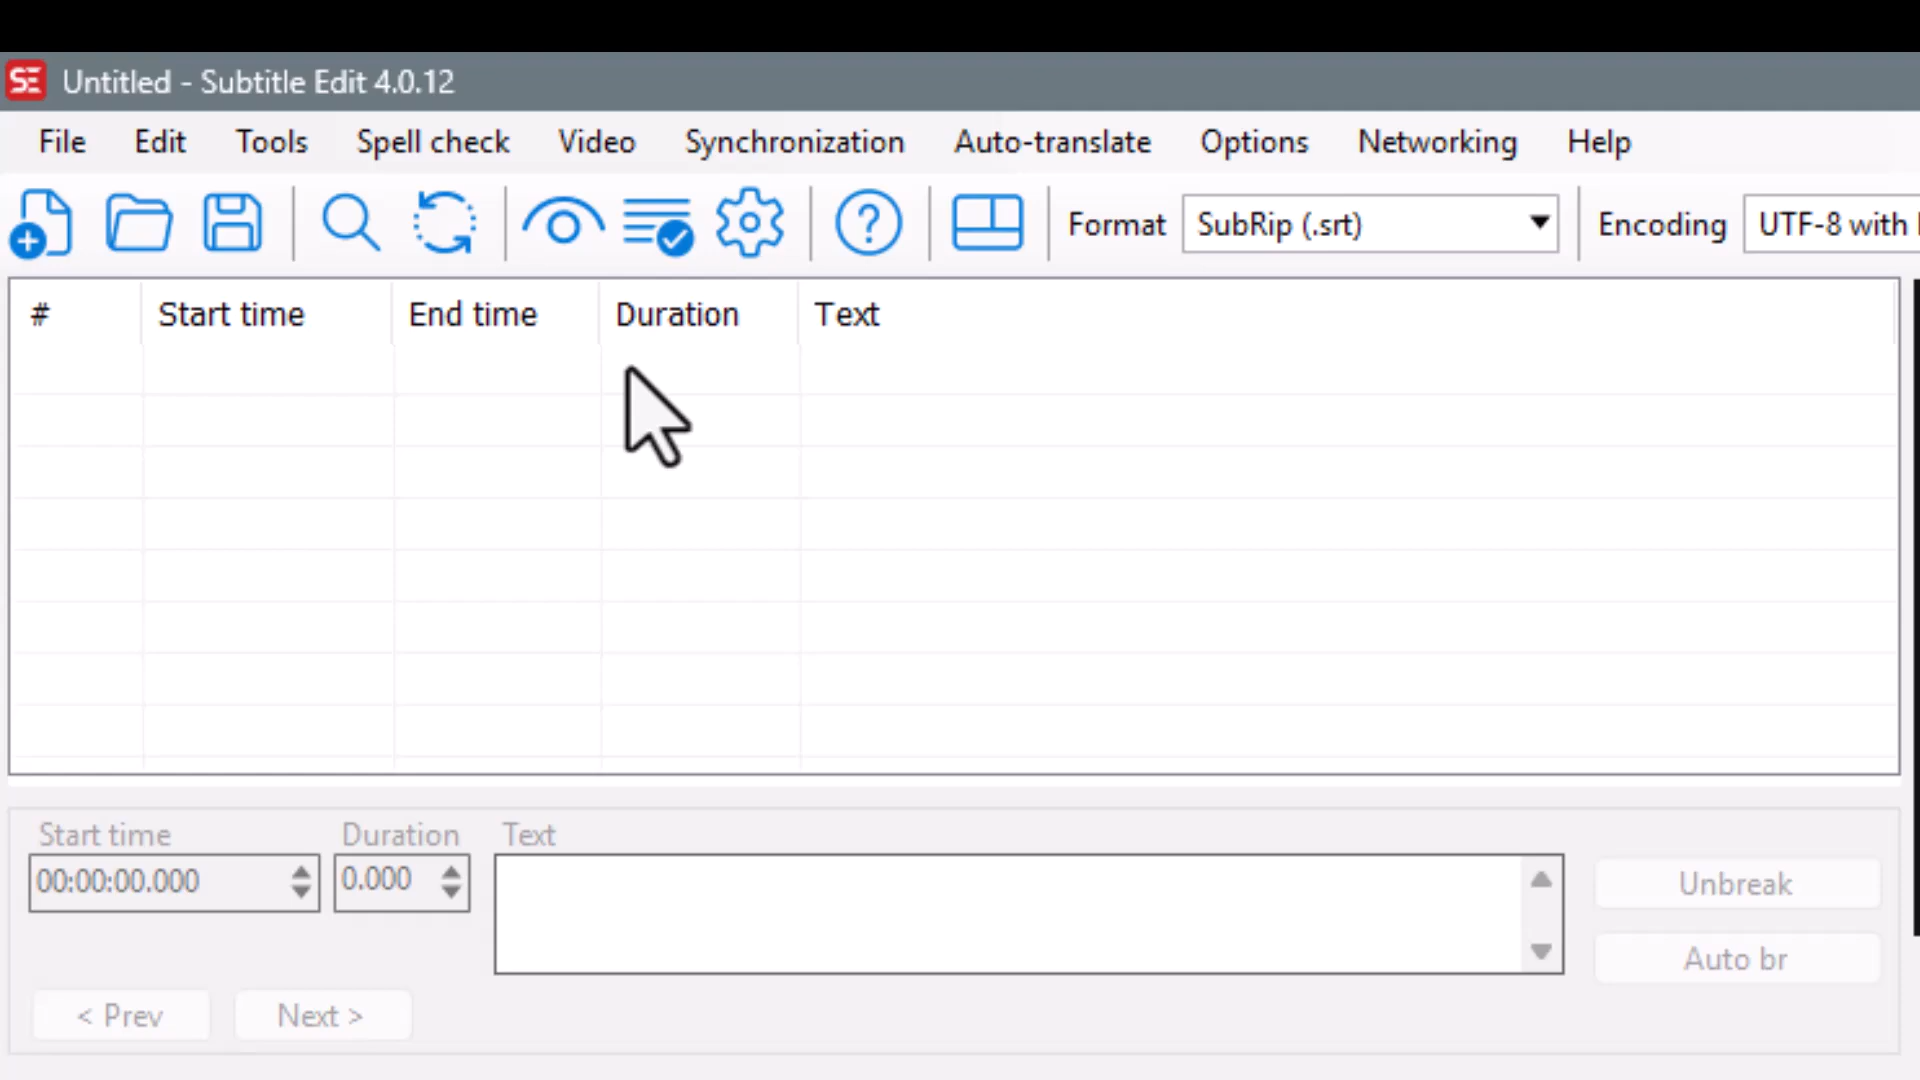 SE Untitled - Subtitle Edit 4.0.12
File Edit Tools Spell check Video Synchronization Auto-translate Options Networking Help
Format SubRip (.srt) Encoding UTF-8 with
# Start time End time Duration Text
Start time Duration Text
00:00:00.000 0.000
Unbreak
Auto br
< Prev Next >